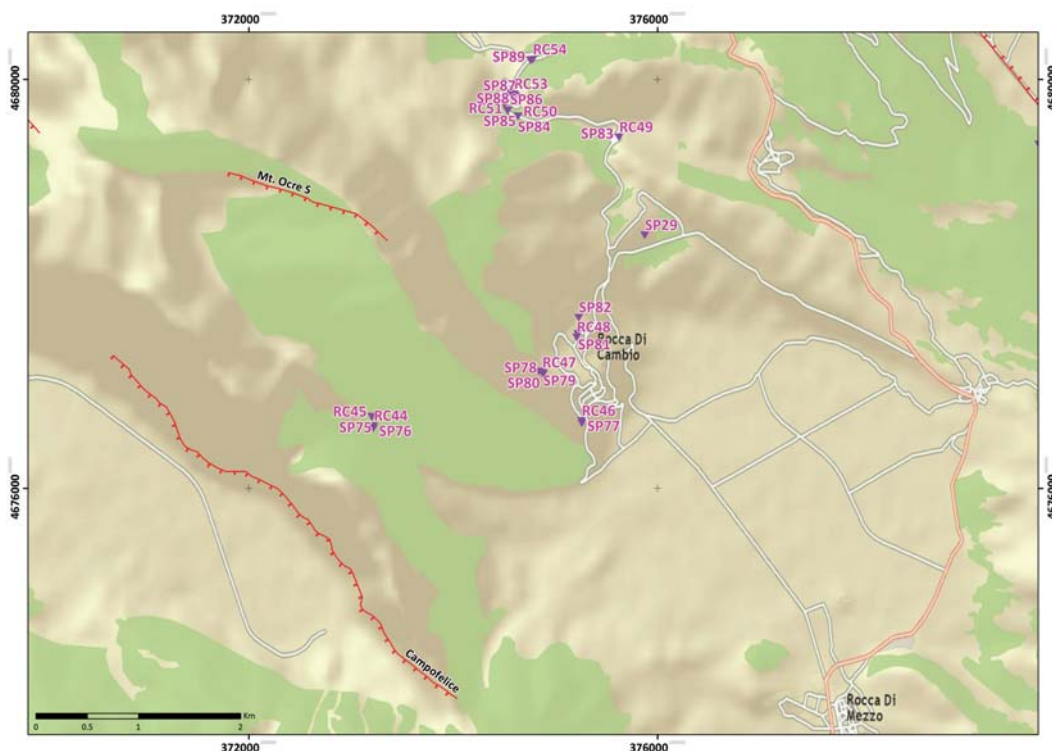 372000
376000
4680000
4680000
SP89
RC54
SP87
RC53
SP88
SP86
RC51
RC50
SP85
SP84
SP83
RC49
Mt. Ocre S
SP29
SP82
RC48
SP81
Rocca Di
Cambio
SP78
RC47
SP80
SP79
RC45
RC44
SP75
SP76
RC46
SP77
4676000
4676000
Campofelice
Rocca Di
Mezzo
Km
0
0.5
1
2
372000
376000